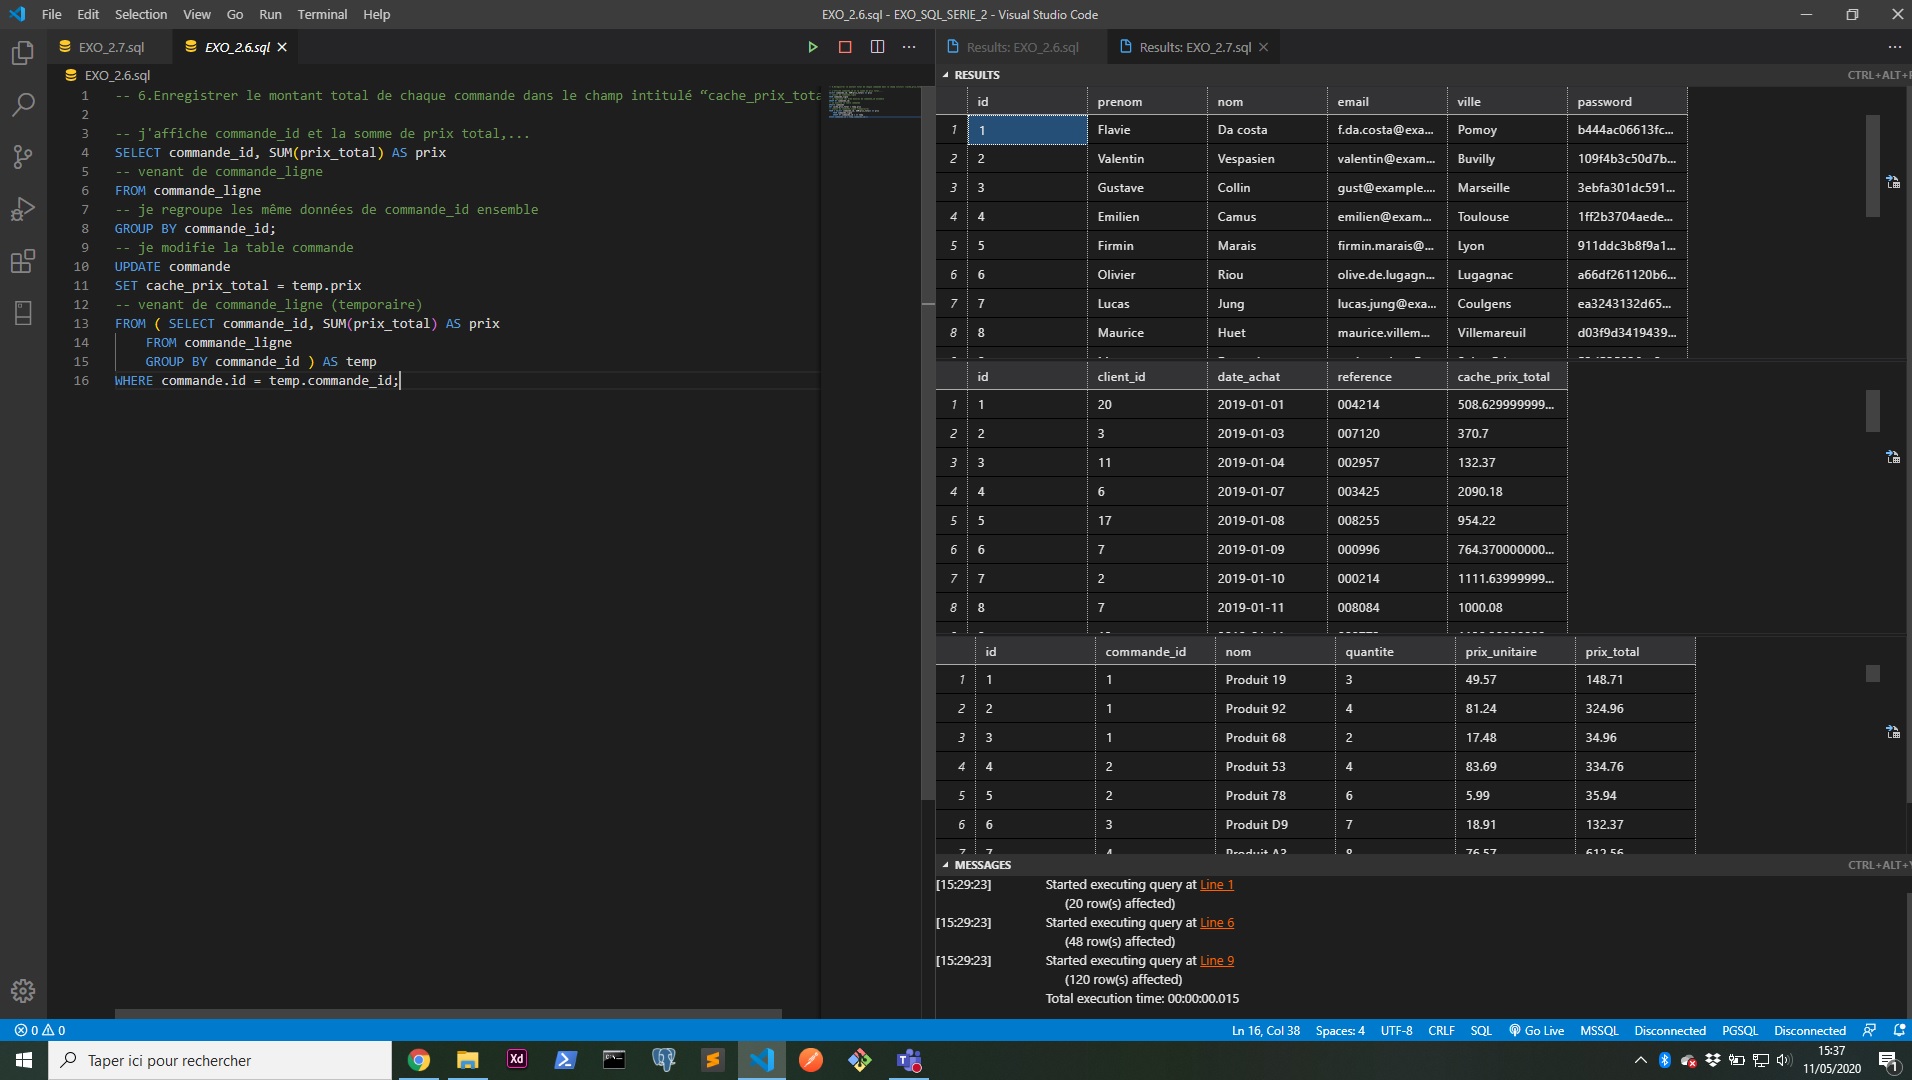 File Edit Selection View Go Run Terminal Help
EXO_2.6.sql - EXO_SQL_SERIE_2 - Visual Studio Code
EXO_2.7.sql
EXO_2.6.sql
EXO_2.6.sql
1 -- 6.Enregistrer le montant total de chaque commande dans le champ intitulé “cache_prix_tota
2
3 -- j'affiche commande_id et la somme de prix total,...
4 SELECT commande_id, SUM(prix_total) AS prix
5 -- venant de commande_ligne
6 FROM commande_ligne
7 -- je regroupe les même données de commande_id ensemble
8 GROUP BY commande_id;
9 -- je modifie la table commande
10 UPDATE commande
11 SET cache_prix_total = temp.prix
12 -- venant de commande_ligne (temporaire)
13 FROM ( SELECT commande_id, SUM(prix_total) AS prix
14 FROM commande_ligne
15 GROUP BY commande_id ) AS temp
16 WHERE commande.id = temp.commande_id;
Results: EXO_2.6.sql
Results: EXO_2.7.sql
RESULTS CTRL+ALT+R
id prenom nom email ville password
1 1 Flavie Da costa f.da.costa@exa... Pomoy b444ac06613fc...
2 2 Valentin Vespasien valentin@exam... Buvilly 109f4b3c50d7b...
3 3 Gustave Collin gust@example.... Marseille 3ebfa301dc591...
4 4 Emilien Camus emilien@exam... Toulouse 1ff2b3704aede...
5 5 Firmin Marais firmin.marais@... Lyon 911ddc3b8f9a1...
6 6 Olivier Riou olive.de.lugagn... Lugagnac a66df261120b6...
7 7 Lucas Jung lucas.jung@exa... Coulgens ea3243132d65...
8 8 Maurice Huet maurice.villem... Villemareuil d03f9d3419439...
id client_id date_achat reference cache_prix_total
1 1 20 2019-01-01 004214 508.629999999...
2 2 3 2019-01-03 007120 370.7
3 3 11 2019-01-04 002957 132.37
4 4 6 2019-01-07 003425 2090.18
5 5 17 2019-01-08 008255 954.22
6 6 7 2019-01-09 000996 764.370000000...
7 7 2 2019-01-10 000214 1111.63999999...
8 8 7 2019-01-11 008084 1000.08
id commande_id nom quantite prix_unitaire prix_total
1 1 1 Produit 19 3 49.57 148.71
2 2 1 Produit 92 4 81.24 324.96
3 3 1 Produit 68 2 17.48 34.96
4 4 2 Produit 53 4 83.69 334.76
5 5 2 Produit 78 6 5.99 35.94
6 6 3 Produit D9 7 18.91 132.37
7 7 4 Produit A3 8 76.57 612.56
MESSAGES CTRL+ALT+Y
[15:29:23] Started executing query at Line 1
(20 row(s) affected)
[15:29:23] Started executing query at Line 6
(48 row(s) affected)
[15:29:23] Started executing query at Line 9
(120 row(s) affected)
Total execution time: 00:00:00.015
0 0 Ln 16, Col 38 Spaces: 4 UTF-8 CRLF SQL Go Live MSSQL Disconnected PGSQL Disconnected
Taper ici pour rechercher
Xd
15:37
11/05/2020
1